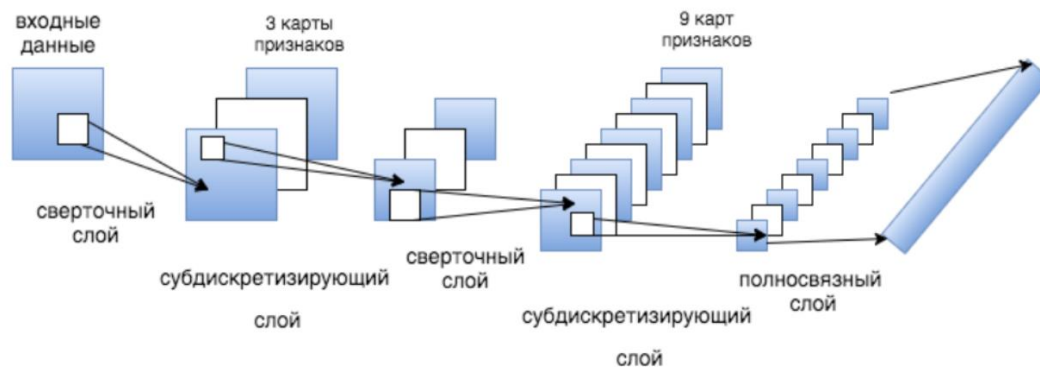 входные
данные
3 карты
признаков
9 карт
признаков
сверточный
слой
субдискретизирующий
слой
сверточный
слой
субдискретизирующий
слой
полносвязный
слой